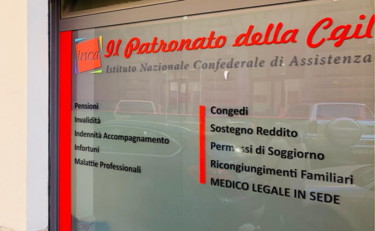 inca Il Patronato della Cgil
Istituto Nazionale Confederale di Assistenza
Pensioni
Invalidità
Indennità Accompagnamento
Infortuni
Malattie Professionali
Congedi
Sostegno Reddito
Permessi di Soggiorno
Ricongiungimenti Familiari
MEDICO LEGALE IN SEDE